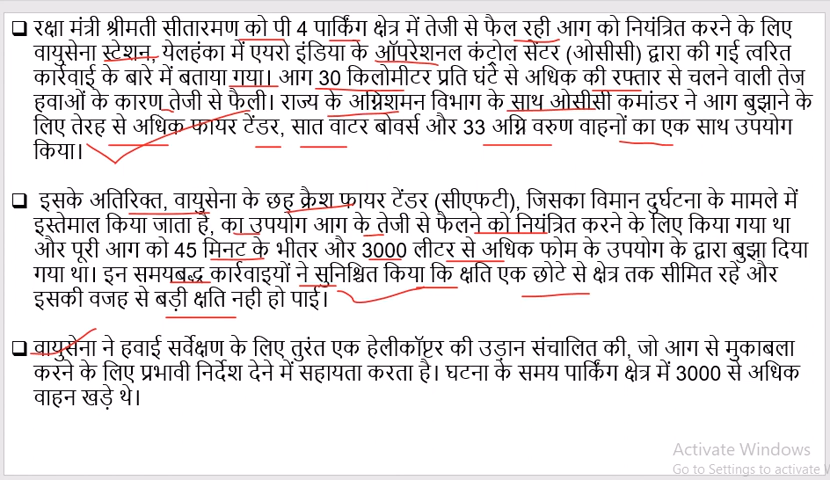 ❑ रक्षा मंत्री श्रीमती सीतारमण को पी 4 पार्किंग क्षेत्र में तेजी से फैल रही आग को नियंत्रित करने के लिए
वायुसेना स्टेशन, येलहंका में एयरो इंडिया के ऑपरेशनल कंट्रोल सेंटर (ओसीसी) द्वारा की गई त्वरित
कार्रवाई के बारे में बताया गया। आग 30 किलोमीटर प्रति घंटे से अधिक की रफ्तार से चलने वाली तेज
हवाओं के कारण तेजी से फैली। राज्य के अग्निशमन विभाग के साथ ओसीसी कमांडर ने आग बुझाने के
लिए तेरह से अधिक फायर टेंडर, सात वाटर बोवर्स और 33 अग्नि वरुण वाहनों का एक साथ उपयोग
किया।
❑ इसके अतिरिक्त, वायुसेना के छह क्रैश फायर टेंडर (सीएफटी), जिसका विमान दुर्घटना के मामले में
इस्तेमाल किया जाता है, का उपयोग आग के तेजी से फैलने को नियंत्रित करने के लिए किया गया था
और पूरी आग को 45 मिनट के भीतर और 3000 लीटर से अधिक फोम के उपयोग के द्वारा बुझा दिया
गया था। इन समयबद्ध कार्रवाइयों ने सुनिश्चित किया कि क्षति एक छोटे से क्षेत्र तक सीमित रहे और
इसकी वजह से बड़ी क्षति नही हो पाई।
❑ वायुसेना ने हवाई सर्वेक्षण के लिए तुरंत एक हेलीकॉप्टर की उड़ान संचालित की, जो आग से मुकाबला
करने के लिए प्रभावी निर्देश देने में सहायता करता है। घटना के समय पार्किंग क्षेत्र में 3000 से अधिक
वाहन खड़े थे।
Activate Windows
Go to Settings to activate W